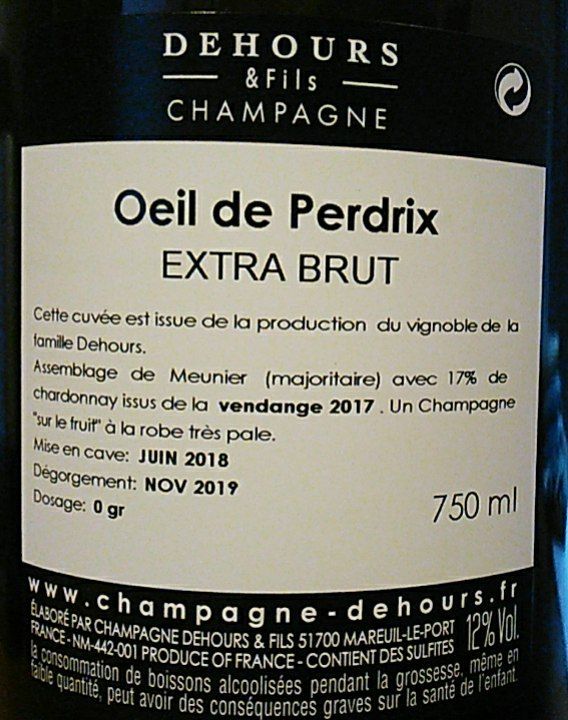 DEHOURS
& Fils
CHAMPAGNE
Oeil de Perdrix
EXTRA BRUT
Cette cuvée est issue de la production du vignoble de la
famille Dehours.
Assemblage de Meunier (majoritaire) avec 17% de
chardonnay issus de la vendange 2017 . Un Champagne
"sur le fruit" à la robe très pale.
Mise en cave: JUIN 2018
Dégorgement: NOV 2019
Dosage: 0 gr
750 ml
www.champagne-dehours.fr
ÉLABORÉ PAR CHAMPAGNE DEHOURS & FILS 51700 MAREUIL-LE-PORT
FRANCE - NM-442-001 PRODUCE OF FRANCE - CONTIENT DES SULFITES
12% Vol.
la consommation de boissons alcoolisées pendant la grossesse, même en
faible quantité, peut avoir des conséquences graves sur la santé de l'enfant.